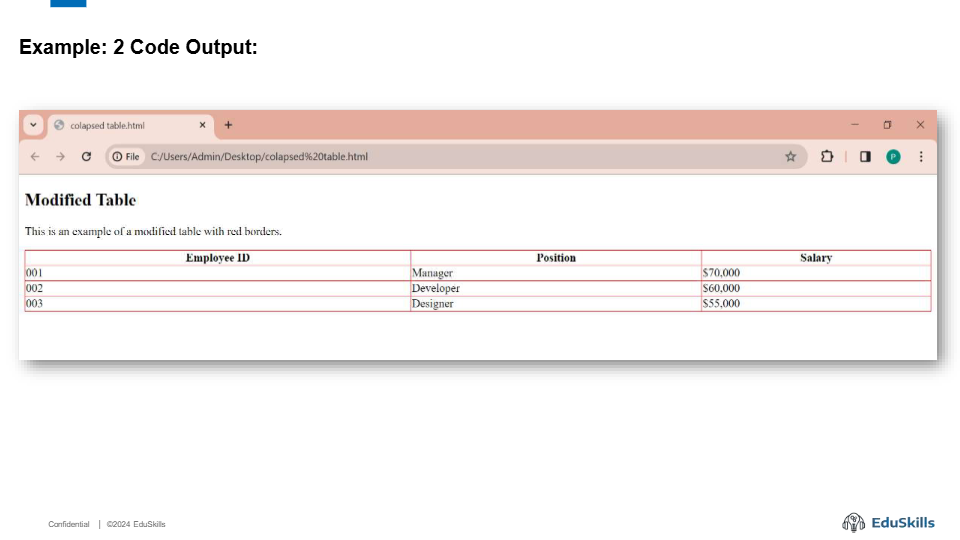 Example: 2 Code Output:
colapsed table.html
File C:/Users/Admin/Desktop/colapsed%20table.html
P
Modified Table
This is an example of a modified table with red borders.
Employee ID Position Salary
001 Manager $70,000
002 Developer $60,000
003 Designer $55,000
Confidential | ©2024 EduSkills
EduSkills